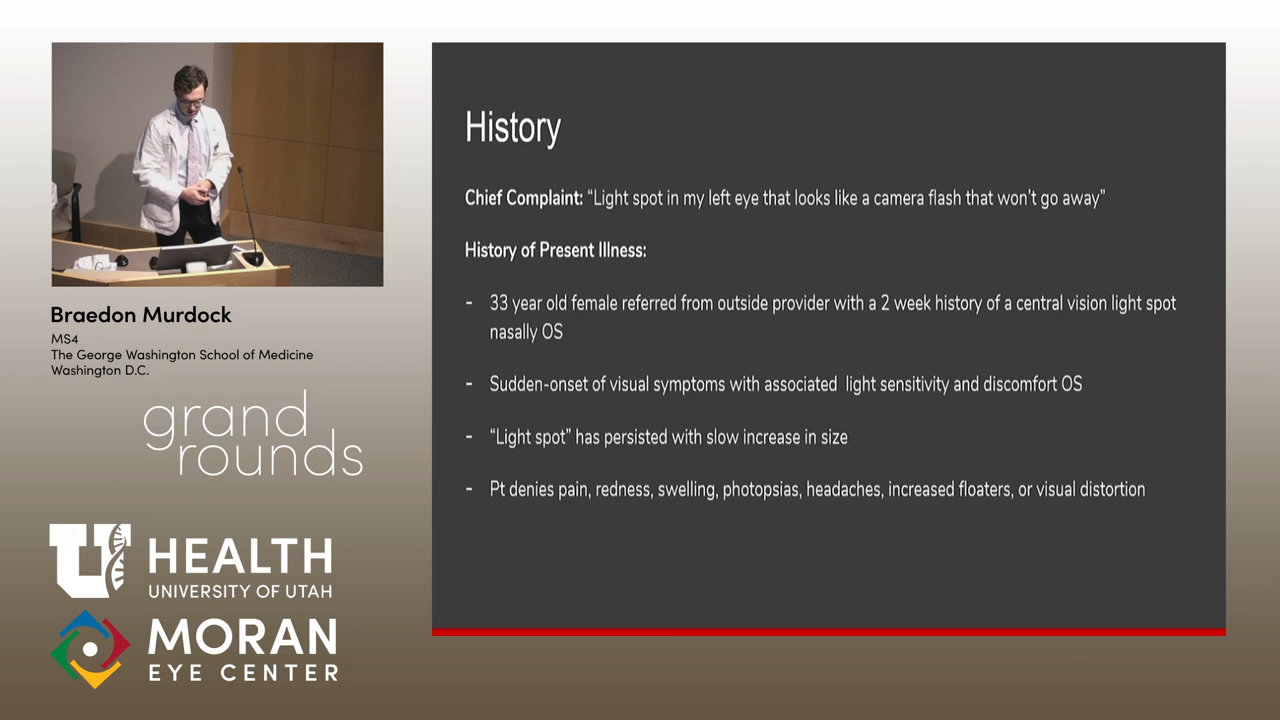 History
Chief Complaint: “Light spot in my left eye that looks like a camera flash that won’t go away”
History of Present Illness:
- 33 year old female referred from outside provider with a 2 week history of a central vision light spot
nasally OS
- Sudden-onset of visual symptoms with associated light sensitivity and discomfort OS
- “Light spot” has persisted with slow increase in size
- Pt denies pain, redness, swelling, photopsias, headaches, increased floaters, or visual distortion
Braedon Murdock
MS4
The George Washington School of Medicine
Washington D.C.
grand
rounds
U HEALTH
UNIVERSITY OF UTAH
MORAN
EYE CENTER